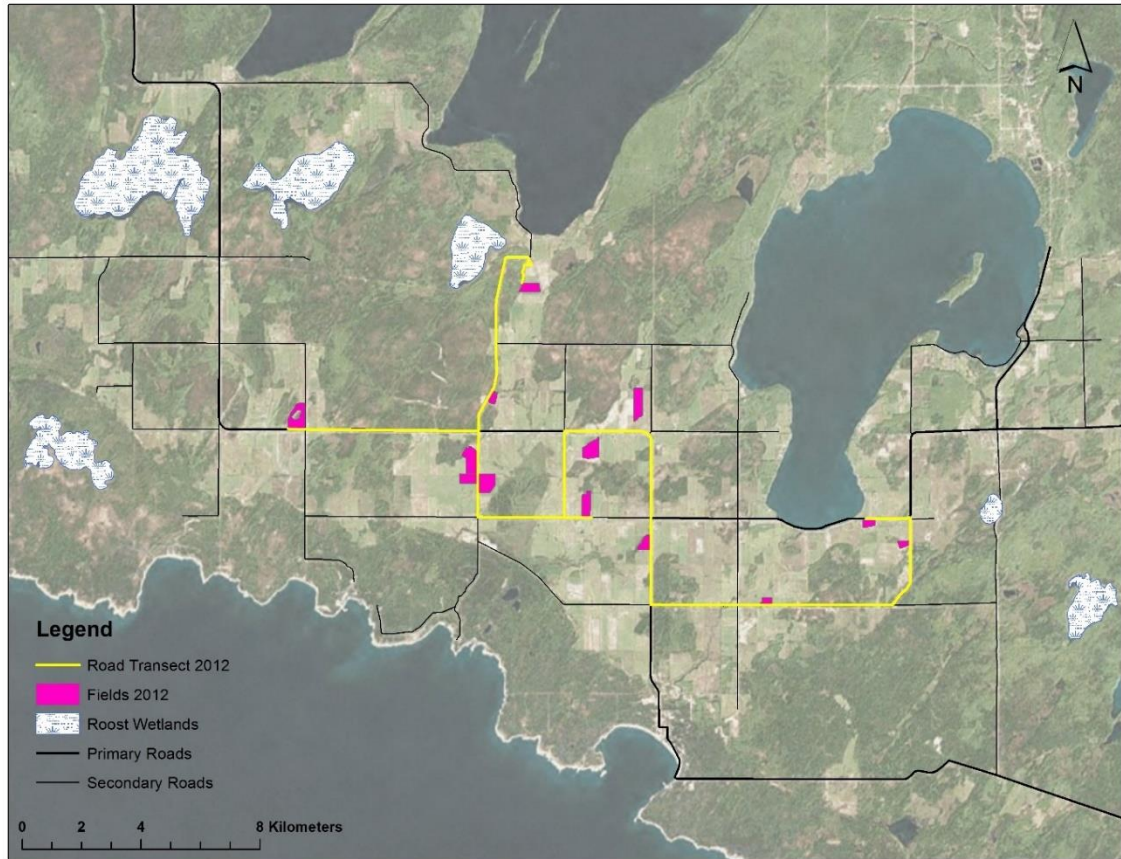 N
Legend
Road Transect 2012
Fields 2012
Roost Wetlands
Primary Roads
Secondary Roads
0 2 4 8 Kilometers